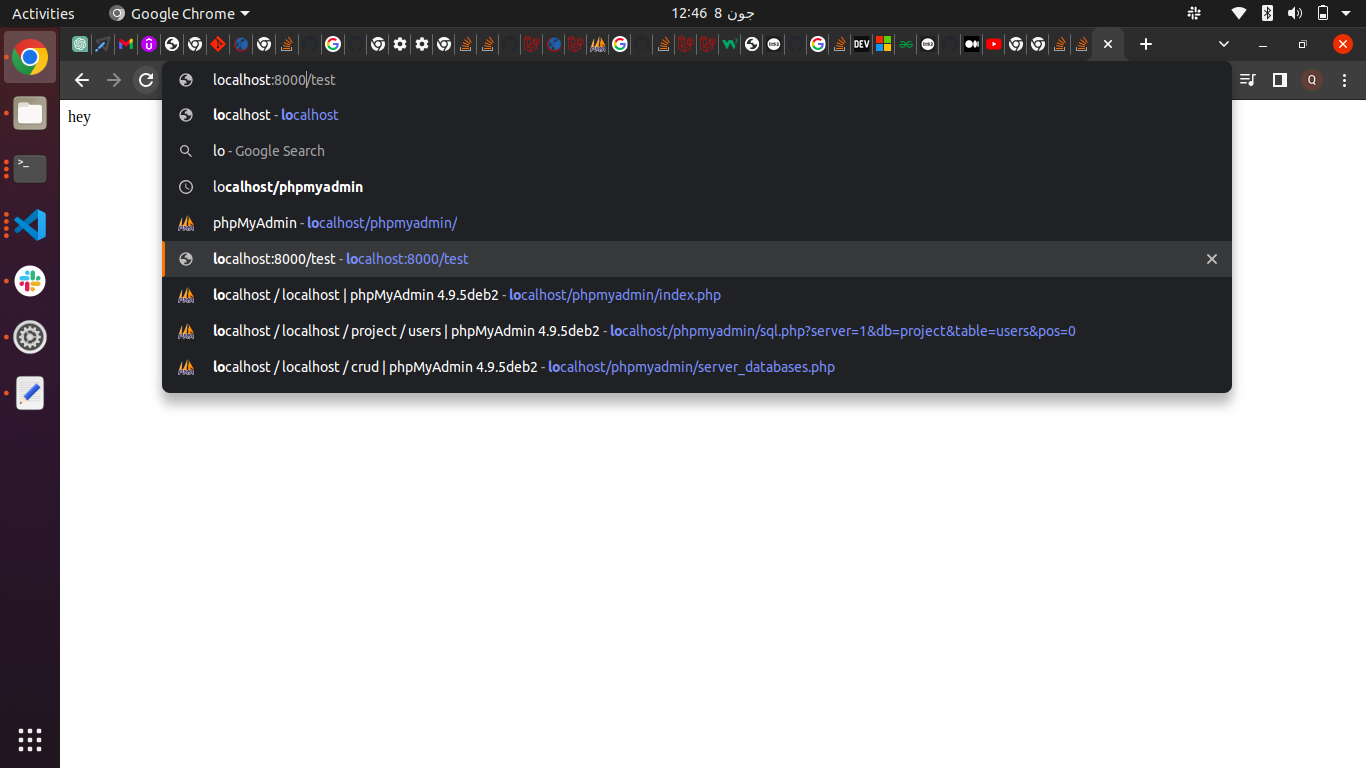 Activities
Google Chrome
12:46 8 جون
DEV
localhost:8000/test
Q
localhost - localhost
lo - Google Search
localhost/phpmyadmin
phpMyAdmin - localhost/phpmyadmin/
localhost:8000/test - localhost:8000/test
localhost / localhost | phpMyAdmin 4.9.5deb2 - localhost/phpmyadmin/index.php
localhost / localhost / project / users | phpMyAdmin 4.9.5deb2 - localhost/phpmyadmin/sql.php?server=1&db=project&table=users&pos=0
localhost / localhost / crud | phpMyAdmin 4.9.5deb2 - localhost/phpmyadmin/server_databases.php
hey